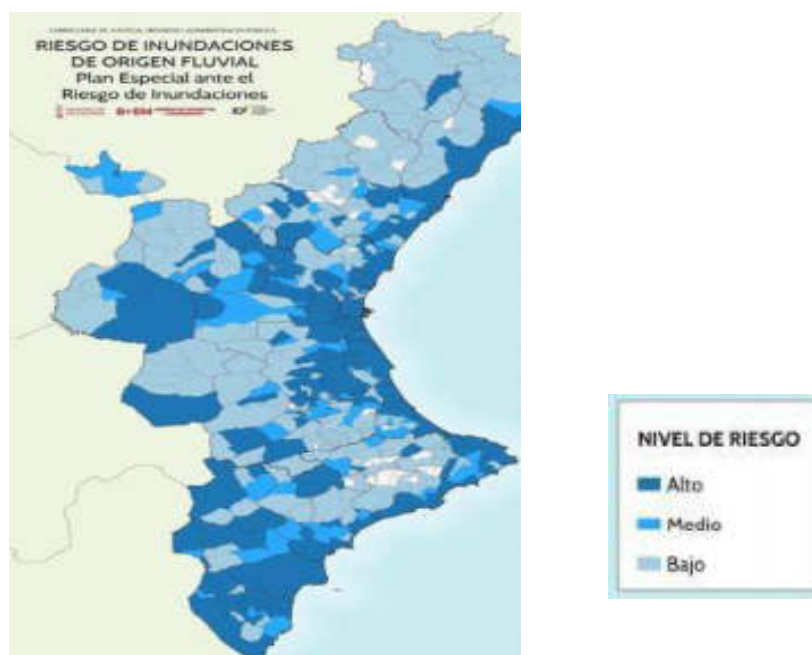 RIESGO DE INUNDACIONES
DE ORIGEN FLUVIAL
Plan Especial ante el
Riesgo de Inundaciones
NIVEL DE RIESGO
Alto
Medio
Bajo